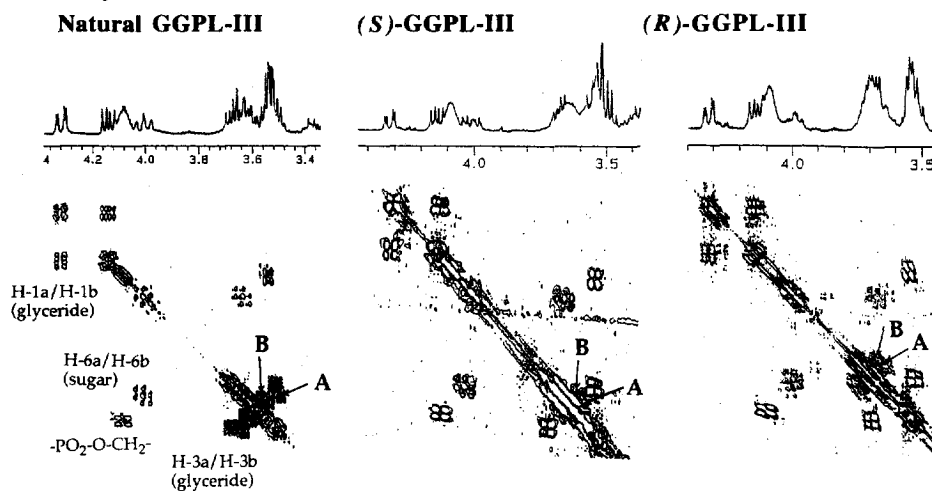 Natural GGPL-III
(S)-GGPL-III
(R)-GGPL-III
4 4.2 4.0 3.8 3.6 3.4
4.0 3.5
4.0 3.5
H-1a/H-1b
(glyceride)
H-6a/H-6b
(sugar)
-PO2-O-CH2-
H-3a/H-3b
(glyceride)
B
A
B
A
B
A